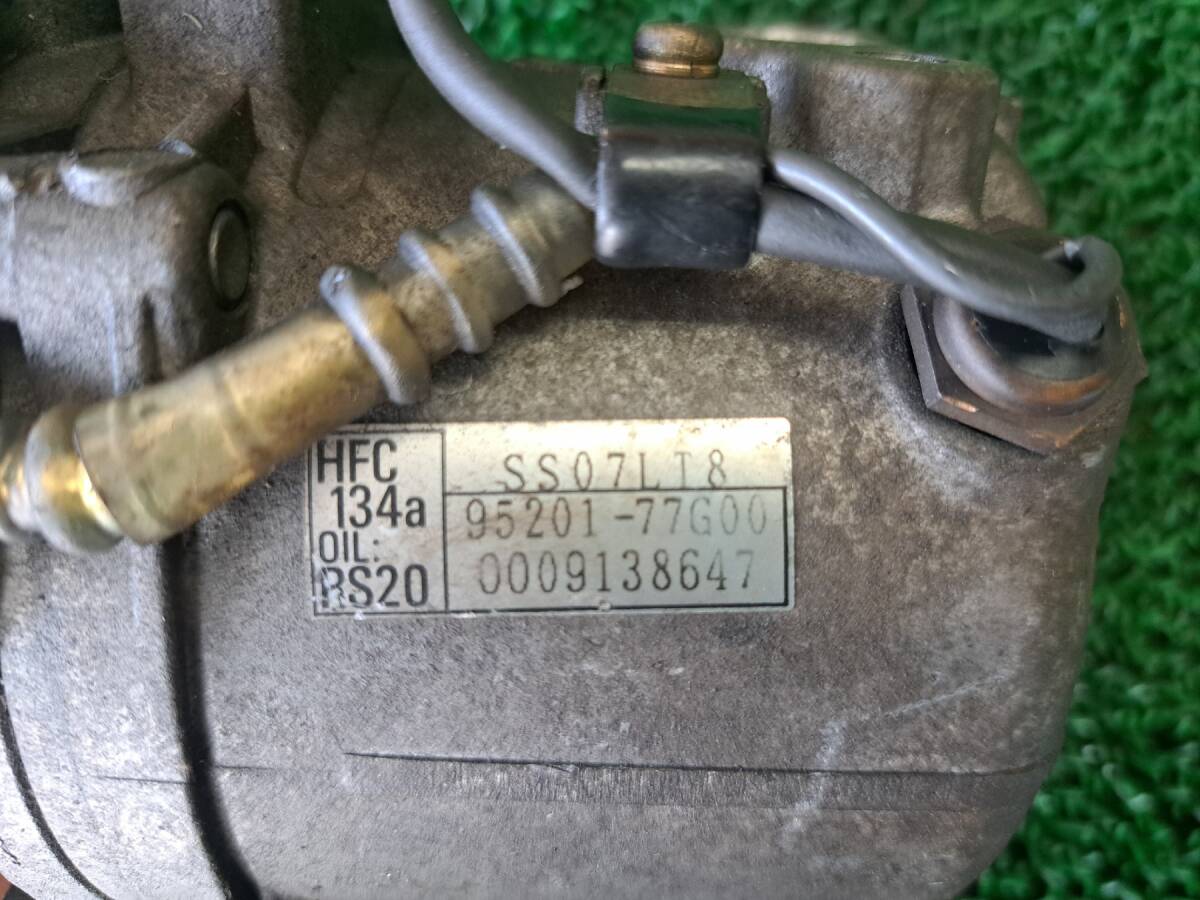 HFC
134a
OIL:
RS20
SS07LT8
95201-77G00
0009138647